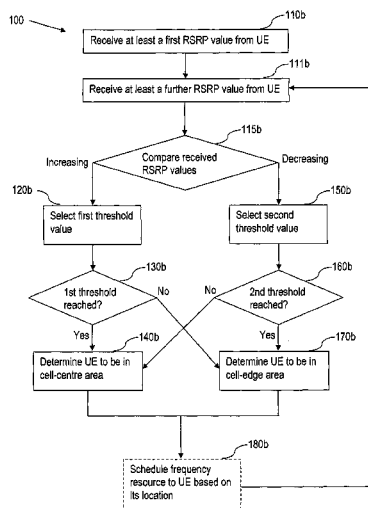 100
110b
Receive at least a first RSRP value from UE
111b
Receive at least a further RSRP value from UE
115b
Compare received
RSRP values
Increasing
Decreasing
120b
Select first threshold
value
150b
Select second
threshold value
130b
1st threshold
reached?
No
Yes
160b
No
2nd threshold
reached?
Yes
140b
Determine UE to be in
cell-centre area
170b
Determine UE to be in
cell-edge area
180b
Schedule frequency
resource to UE based on
Its location